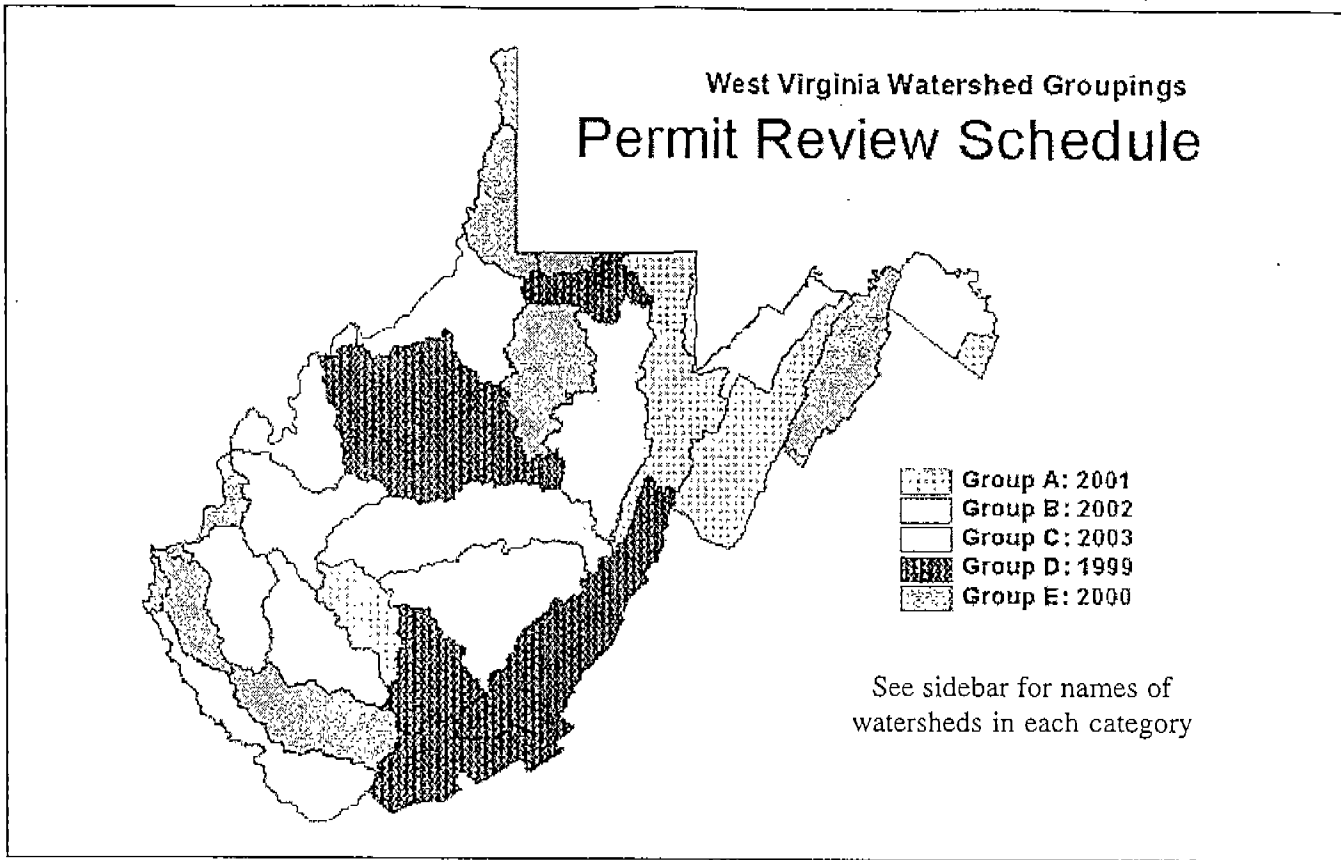 West Virginia Watershed Groupings
Permit Review Schedule
Group A: 2001
Group B: 2002
Group C: 2003
Group D: 1999
Group E: 2000
See sidebar for names of
watersheds in each category